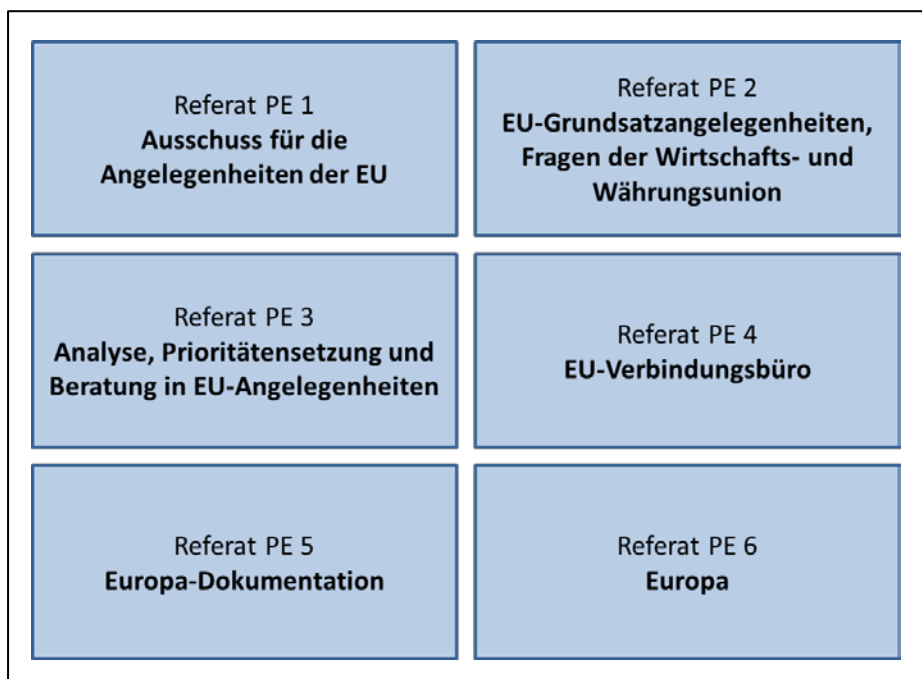 Referat PE 1
Ausschuss für die
Angelegenheiten der EU
Referat PE 2
EU-Grundsatzangelegenheiten,
Fragen der Wirtschafts- und
Währungsunion
Referat PE 3
Analyse, Prioritätensetzung und
Beratung in EU-Angelegenheiten
Referat PE 4
EU-Verbindungsbüro
Referat PE 5
Europa-Dokumentation
Referat PE 6
Europa